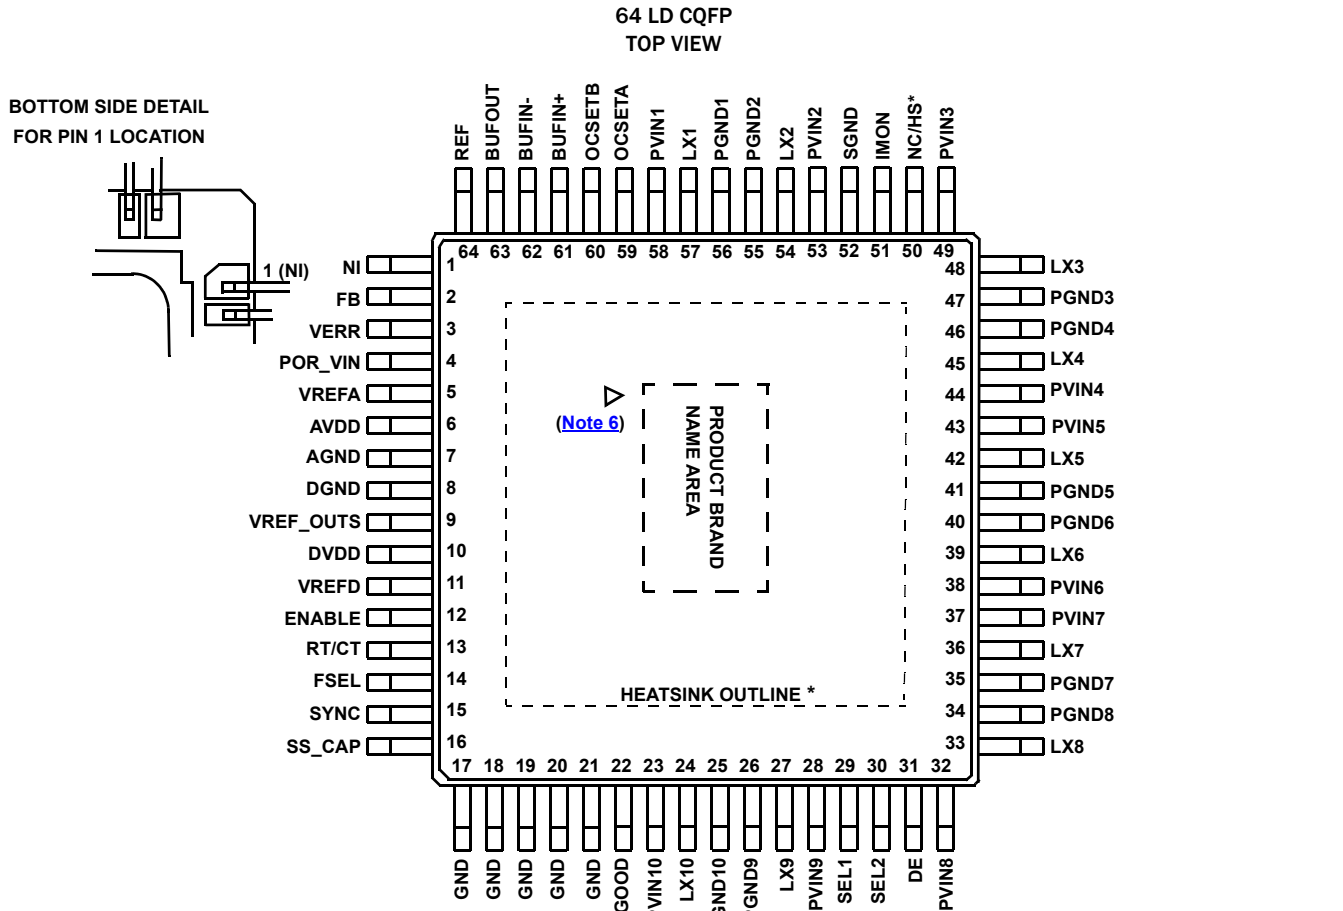 64 LD CQFP
TOP VIEW
BOTTOM SIDE DETAIL
FOR PIN 1 LOCATION
1 (NI)
REF
BUFOUT
BUFIN-
BUFIN+
OCSETB
OCSETA
PVIN1
LX1
PGND1
PGND2
LX2
PVIN2
SGND
IMON
NC/HS*
PVIN3
64 63 62 61 60 59 58 57 56 55 54 53 52 51 50 49
NI 1
FB 2
VERR 3
POR_VIN 4
VREFA 5
AVDD 6
AGND 7
DGND 8
VREF_OUTS 9
DVDD 10
VREFD 11
ENABLE 12
RT/CT 13
FSEL 14
SYNC 15
SS_CAP 16
(Note 6)
PRODUCT BRAND
NAME AREA
HEATSINK OUTLINE *
48 LX3
47 PGND3
46 PGND4
45 LX4
44 PVIN4
43 PVIN5
42 LX5
41 PGND5
40 PGND6
39 LX6
38 PVIN6
37 PVIN7
36 LX7
35 PGND7
34 PGND8
33 LX8
17 18 19 20 21 22 23 24 25 26 27 28 29 30 31 32
GND
GND
GND
GND
GND
GOOD
VIN10
LX10
GND10
GND9
LX9
PVIN9
SEL1
SEL2
DE
PVIN8